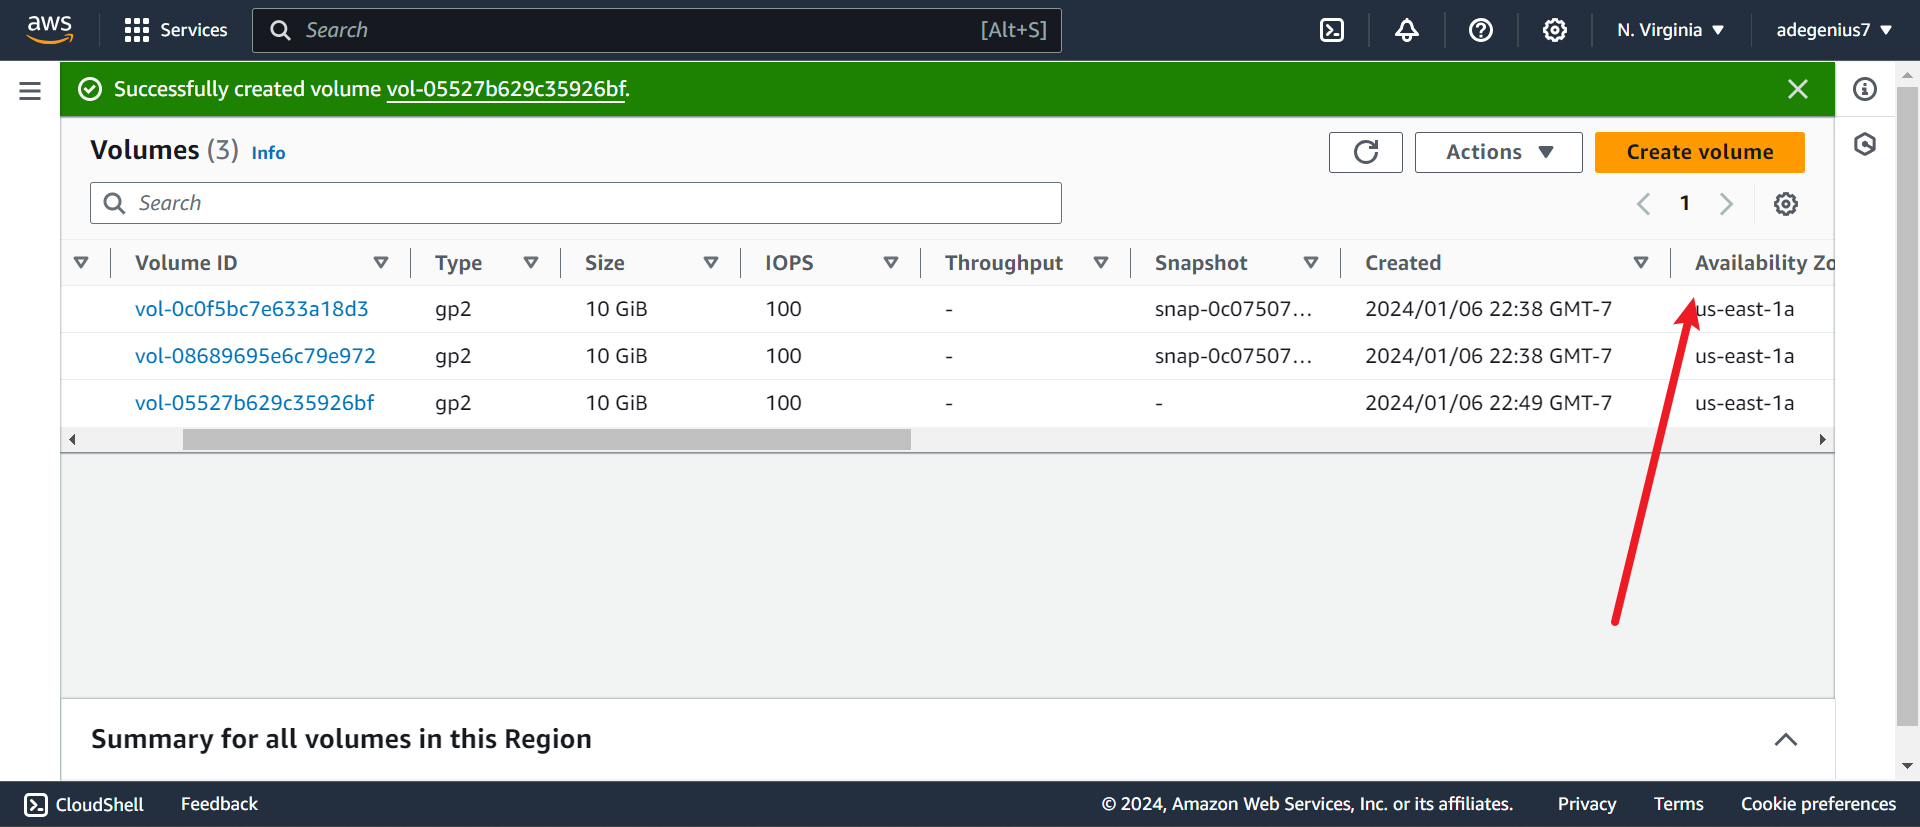 aws Services Search [Alt+S] N. Virginia adegenius7
Successfully created volume vol-05527b629c35926bf.
Volumes (3) Info Actions Create volume
Search 1
Volume ID Type Size IOPS Throughput Snapshot Created Availability Zo
vol-0c0f5bc7e633a18d3 gp2 10 GiB 100 - snap-0c07507... 2024/01/06 22:38 GMT-7 us-east-1a
vol-08689695e6c79e972 gp2 10 GiB 100 - snap-0c07507... 2024/01/06 22:38 GMT-7 us-east-1a
vol-05527b629c35926bf gp2 10 GiB 100 - - 2024/01/06 22:49 GMT-7 us-east-1a
Summary for all volumes in this Region
CloudShell Feedback © 2024, Amazon Web Services, Inc. or its affiliates. Privacy Terms Cookie preferences